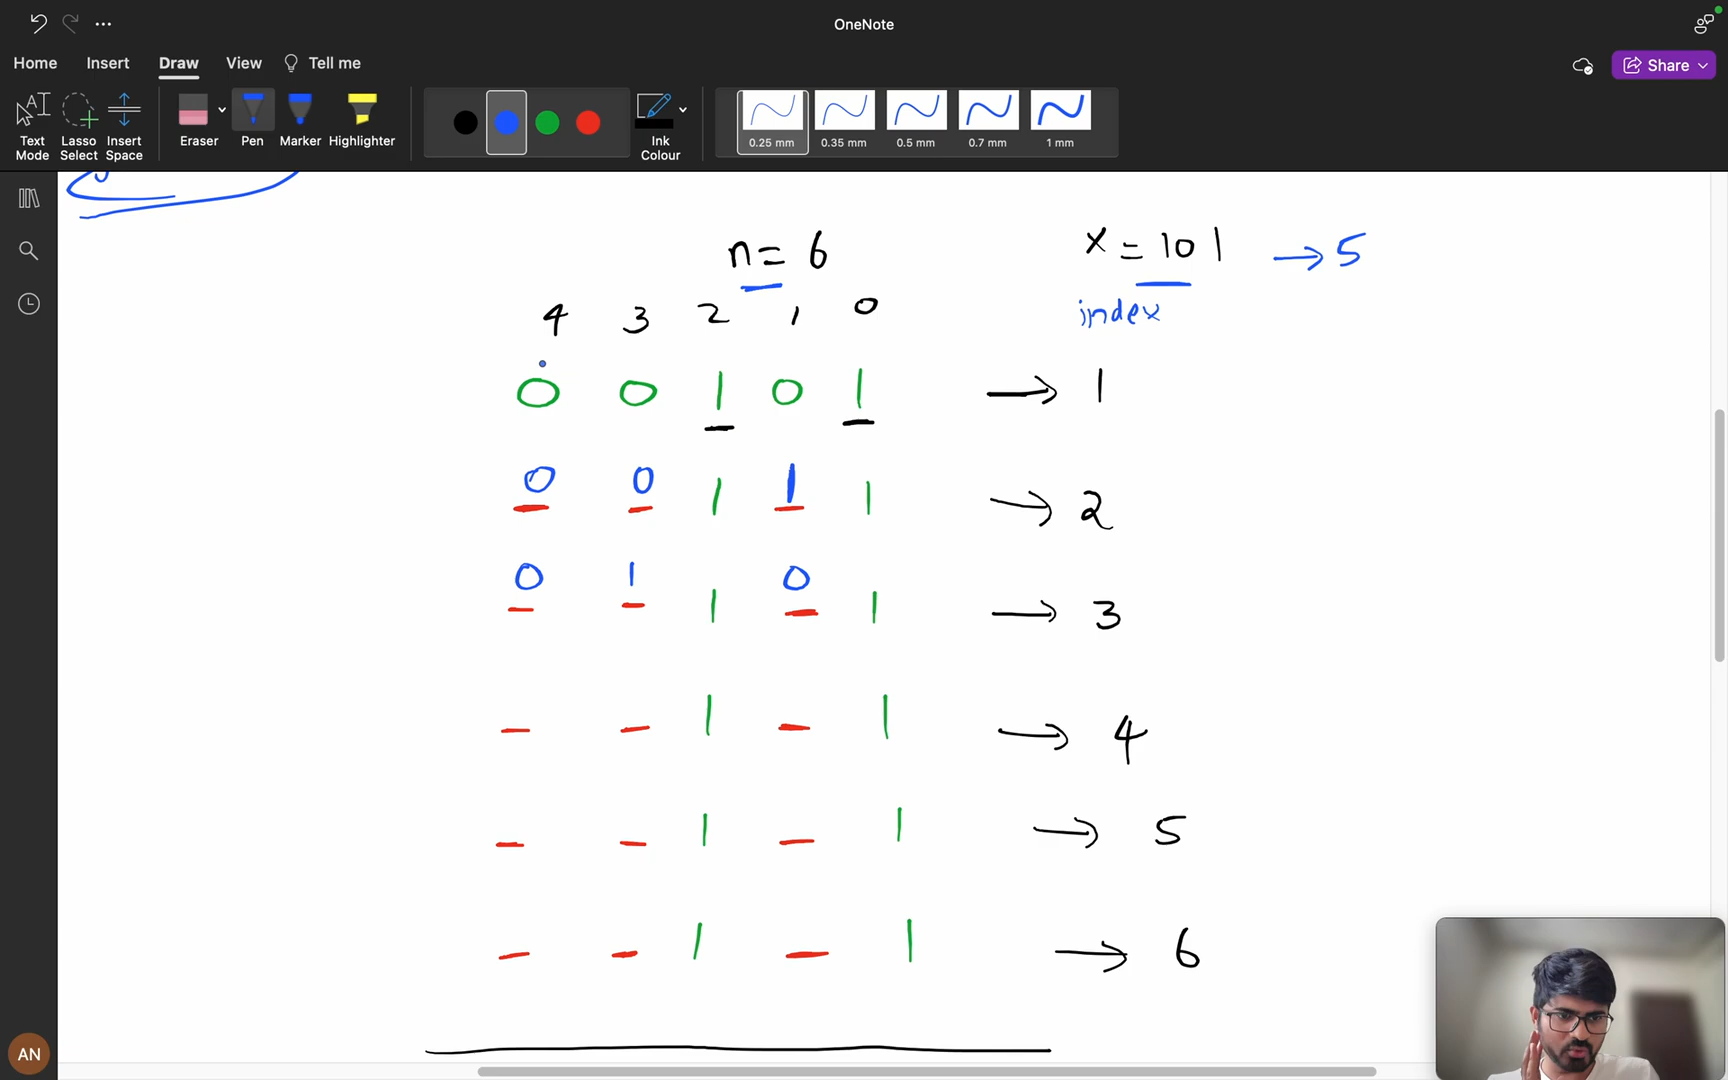 OneNote
Home Insert Draw View Tell me
Share
Text Mode
Lasso Select
Insert Space
Eraser
Pen
Marker
Highlighter
Ink Colour
0.25 mm
0.35 mm
0.5 mm
0.7 mm
1 mm
n = 6
x = 101 → 5
index
4 3 2 1 0
0 0 1 0 1 → 1
0 0 1 1 1 → 2
0 1 1 0 1 → 3
_ _ 1 _ 1 → 4
_ _ 1 _ 1 → 5
_ _ 1 _ 1 → 6
AN